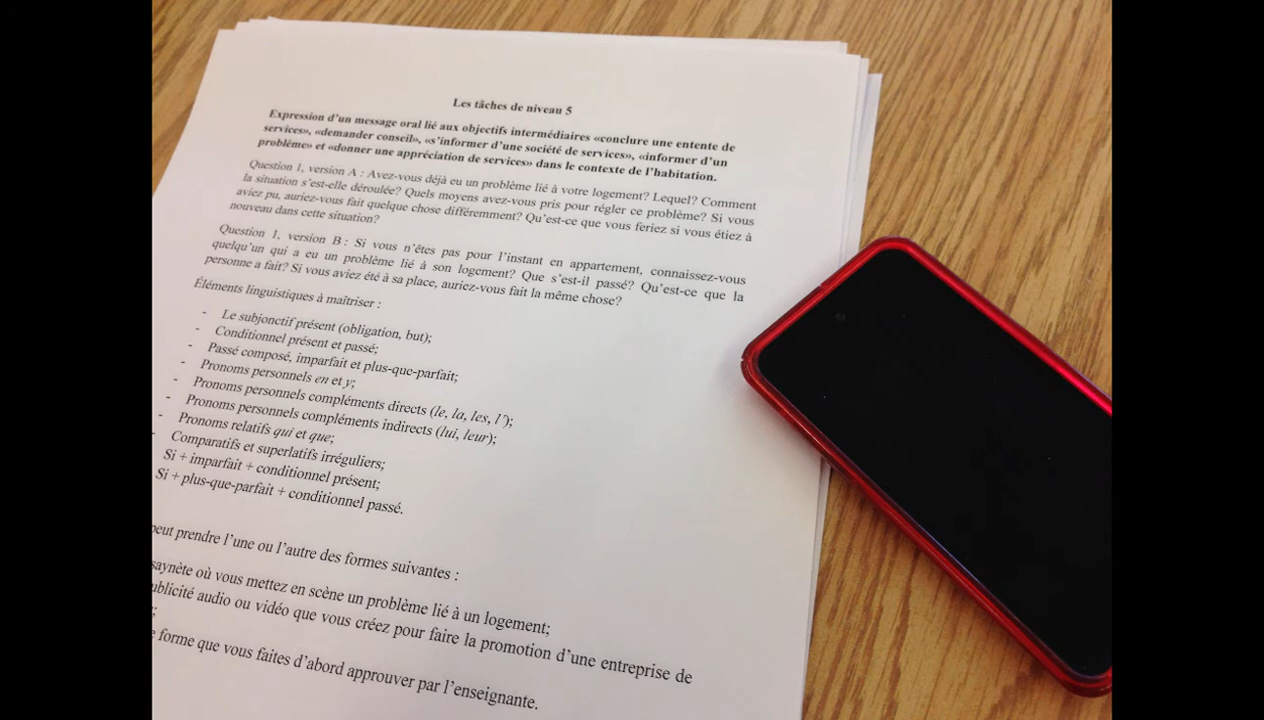 Les tâches de niveau 5
Expression d'un message oral lié aux objectifs intermédiaires «conclure une entente de
services», «demander conseil», «s'informer d'une société de services», «informer d'un
problème» et «donner une appréciation de services» dans le contexte de l'habitation.
Question 1, version A : Avez-vous déjà eu un problème lié à votre logement? Lequel? Comment
la situation s'est-elle déroulée? Quels moyens avez-vous pris pour régler ce problème? Si vous
aviez pu, auriez-vous fait quelque chose différemment? Qu'est-ce que vous feriez si vous étiez à
nouveau dans cette situation?
Question 1, version B : Si vous n'êtes pas pour l'instant en appartement, connaissez-vous
quelqu'un qui a eu un problème lié à son logement? Que s'est-il passé? Qu'est-ce que la
personne a fait? Si vous aviez été à sa place, auriez-vous fait la même chose?
Éléments linguistiques à maîtriser :
- Le subjonctif présent (obligation, but);
- Conditionnel présent et passé;
- Passé composé, imparfait et plus-que-parfait;
- Pronoms personnels en et y;
- Pronoms personnels compléments directs (le, la, les, l');
- Pronoms personnels compléments indirects (lui, leur);
- Pronoms relatifs qui et que;
- Comparatifs et superlatifs irréguliers;
Si + imparfait + conditionnel présent;
Si + plus-que-parfait + conditionnel passé.
peut prendre l'une ou l'autre des formes suivantes :
saynète où vous mettez en scène un problème lié à un logement;
ublicité audio ou vidéo que vous créez pour faire la promotion d'une entreprise de
;
e forme que vous faites d'abord approuver par l'enseignante.